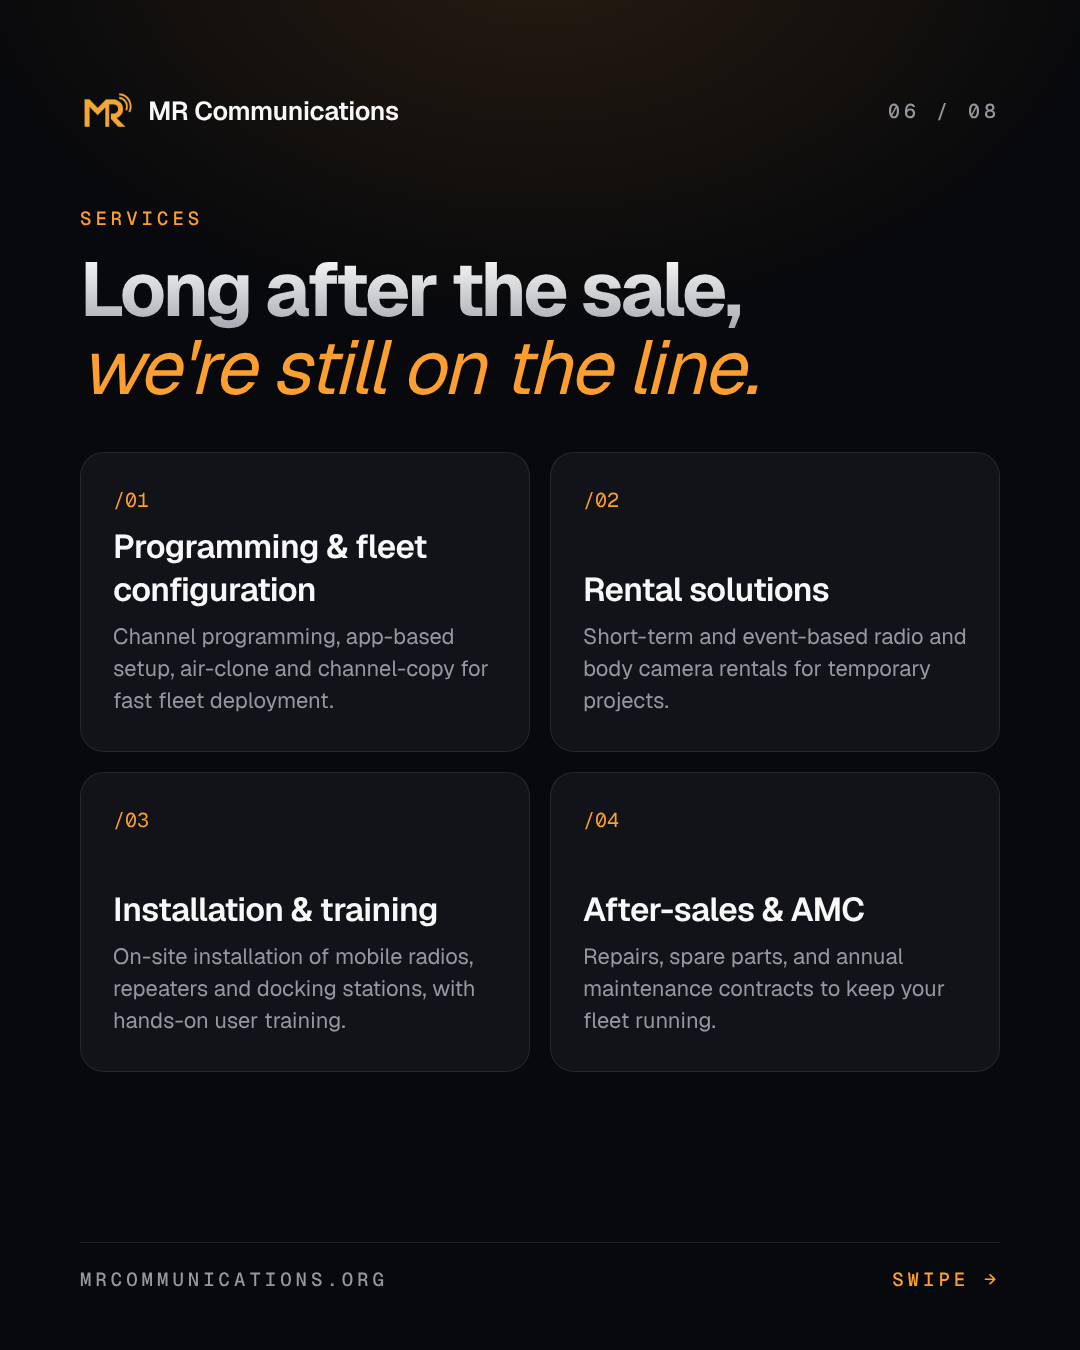 MR MR Communications
06 / 08
SERVICES
Long after the sale,
we're still on the line.
/01
Programming & fleet
configuration
Channel programming, app-based
setup, air-clone and channel-copy for
fast fleet deployment.
/02
Rental solutions
Short-term and event-based radio and
body camera rentals for temporary
projects.
/03
Installation & training
On-site installation of mobile radios,
repeaters and docking stations, with
hands-on user training.
/04
After-sales & AMC
Repairs, spare parts, and annual
maintenance contracts to keep your
fleet running.
MRCOMMUNICATIONS.ORG
SWIPE →